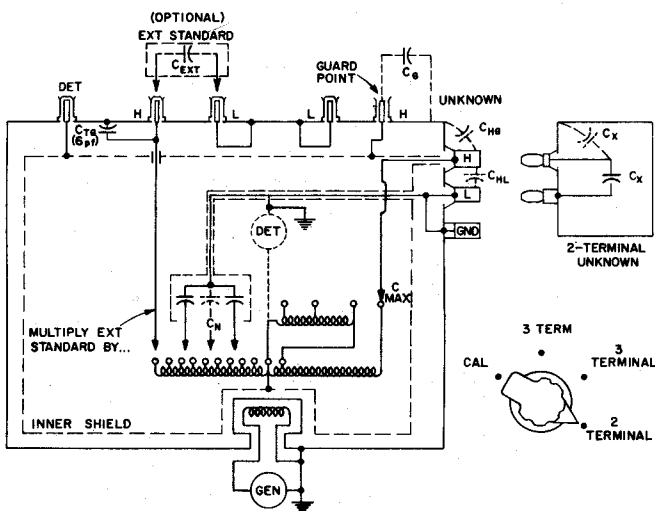 (OPTIONAL)
EXT STANDARD
CEXT
DET
H
L
GUARD
POINT
CG
L
H
UNKNOWN
CTG
(6pf)
CHG
H
CHL
L
GND
CX
CX
2-TERMINAL
UNKNOWN
DET
C
MAX
CN
MULTIPLY EXT
STANDARD BY...
INNER SHIELD
GEN
3 TERM
CAL
3
TERMINAL
2
TERMINAL